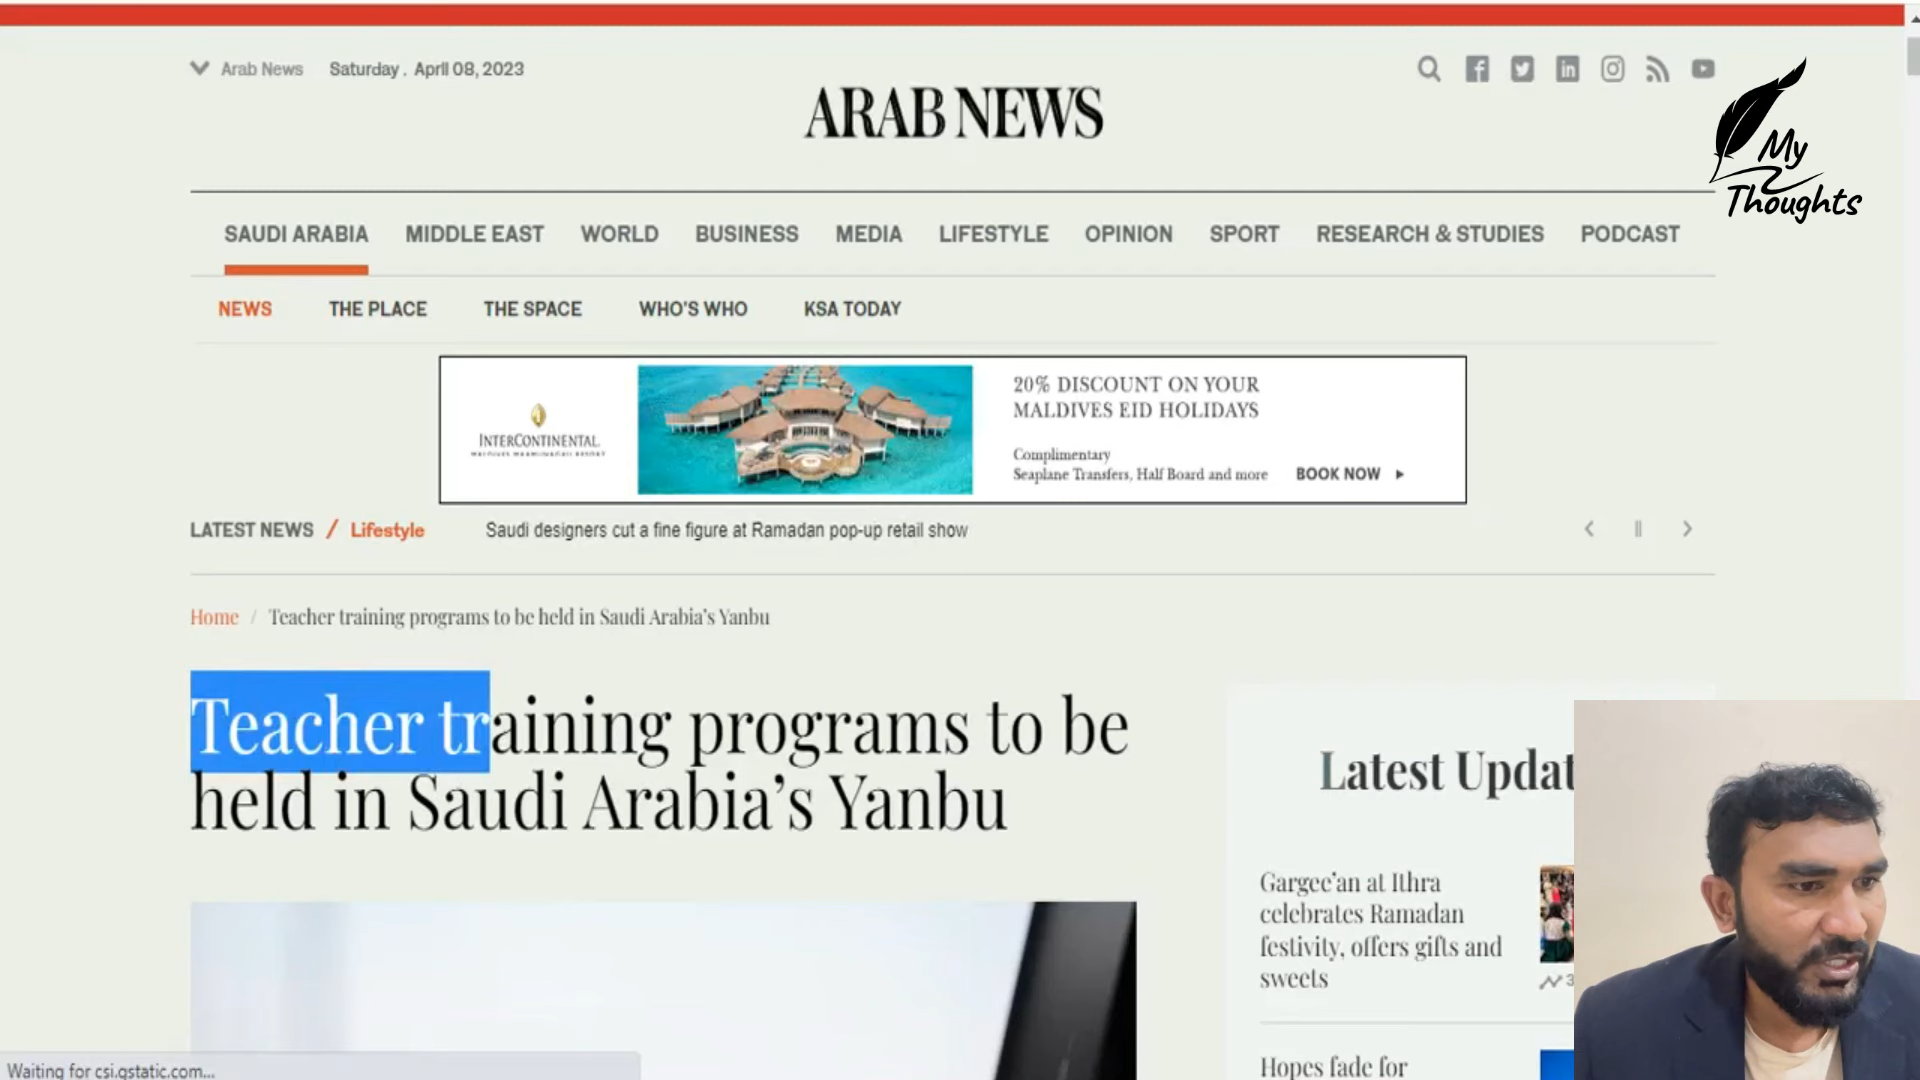 Arab News Saturday . April 08, 2023
ARAB NEWS
My
Thoughts
SAUDI ARABIA MIDDLE EAST WORLD BUSINESS MEDIA LIFESTYLE OPINION SPORT RESEARCH & STUDIES PODCAST
NEWS THE PLACE THE SPACE WHO'S WHO KSA TODAY
INTERCONTINENTAL.
20% DISCOUNT ON YOUR
MALDIVES EID HOLIDAYS
Complimentary
Seaplane Transfers, Half Board and more BOOK NOW
LATEST NEWS / Lifestyle Saudi designers cut a fine figure at Ramadan pop-up retail show
Home / Teacher training programs to be held in Saudi Arabia’s Yanbu
Teacher training programs to be
held in Saudi Arabia’s Yanbu
Latest Updat
Gargee’an at Ithra
celebrates Ramadan
festivity, offers gifts and
sweets
3
Hopes fade for
Waiting for csi.gstatic.com...